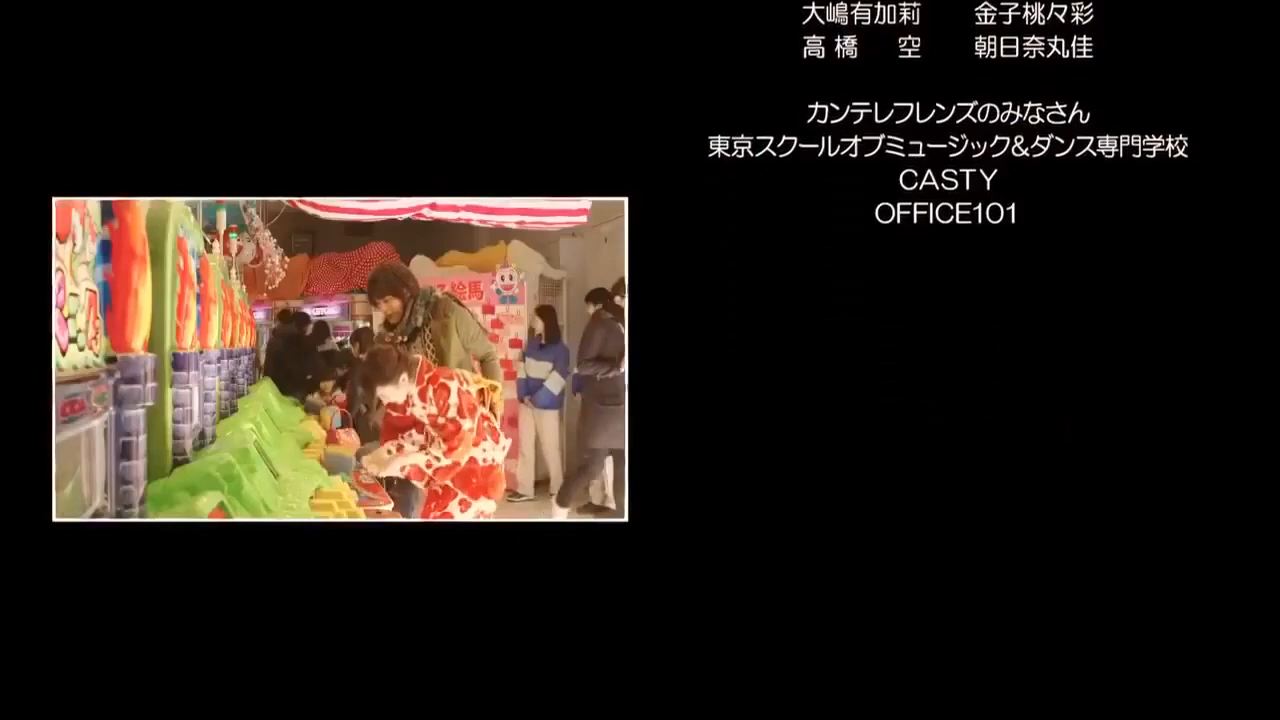 大嶋有加莉 金子桃々彩
高橋 空 朝日奈丸佳
カンテレフレンズのみなさん
東京スクールオブミュージック&ダンス専門学校
CASTY
OFFICE101
絵馬